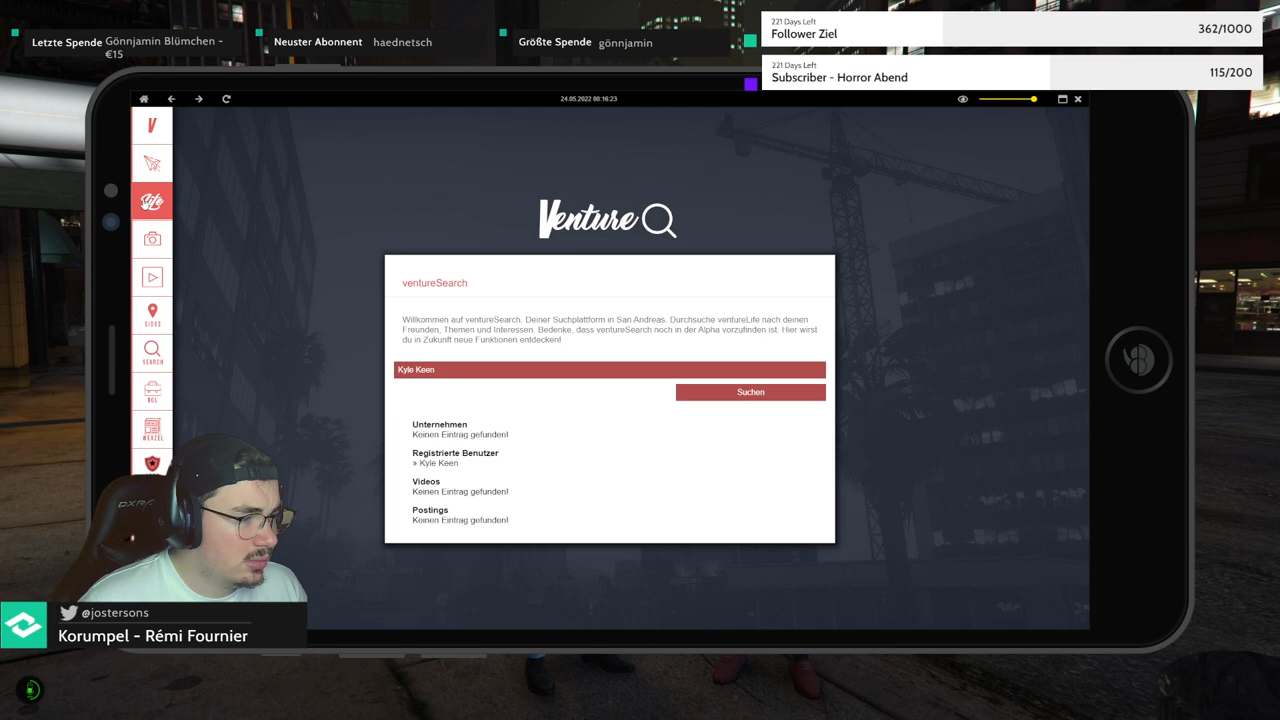 Letzte Spende
Gönnjamin Blümchen -
€15
Neuster Abonnent
haednetsch
Größte Spende
gönnjamin
221 Days Left
Follower Ziel
362/1000
221 Days Left
Subscriber - Horror Abend
115/200
24.05.2022 00:16:23
V
Life
SIDES
SEARCH
BOL
WEAZEL
Venture
ventureSearch
Willkommen auf ventureSearch. Deiner Suchplattform in San Andreas. Durchsuche ventureLife nach deinen
Freunden, Themen und Interessen. Bedenke, dass ventureSearch noch in der Alpha vorzufinden ist. Hier wirst
du in Zukunft neue Funktionen entdecken!
Kyle Keen
Suchen
Unternehmen
Keinen Eintrag gefunden!
Registrierte Benutzer
» Kyle Keen
Videos
Keinen Eintrag gefunden!
Postings
Keinen Eintrag gefunden!
DXR
@jostersons
Korumpel - Rémi Fournier